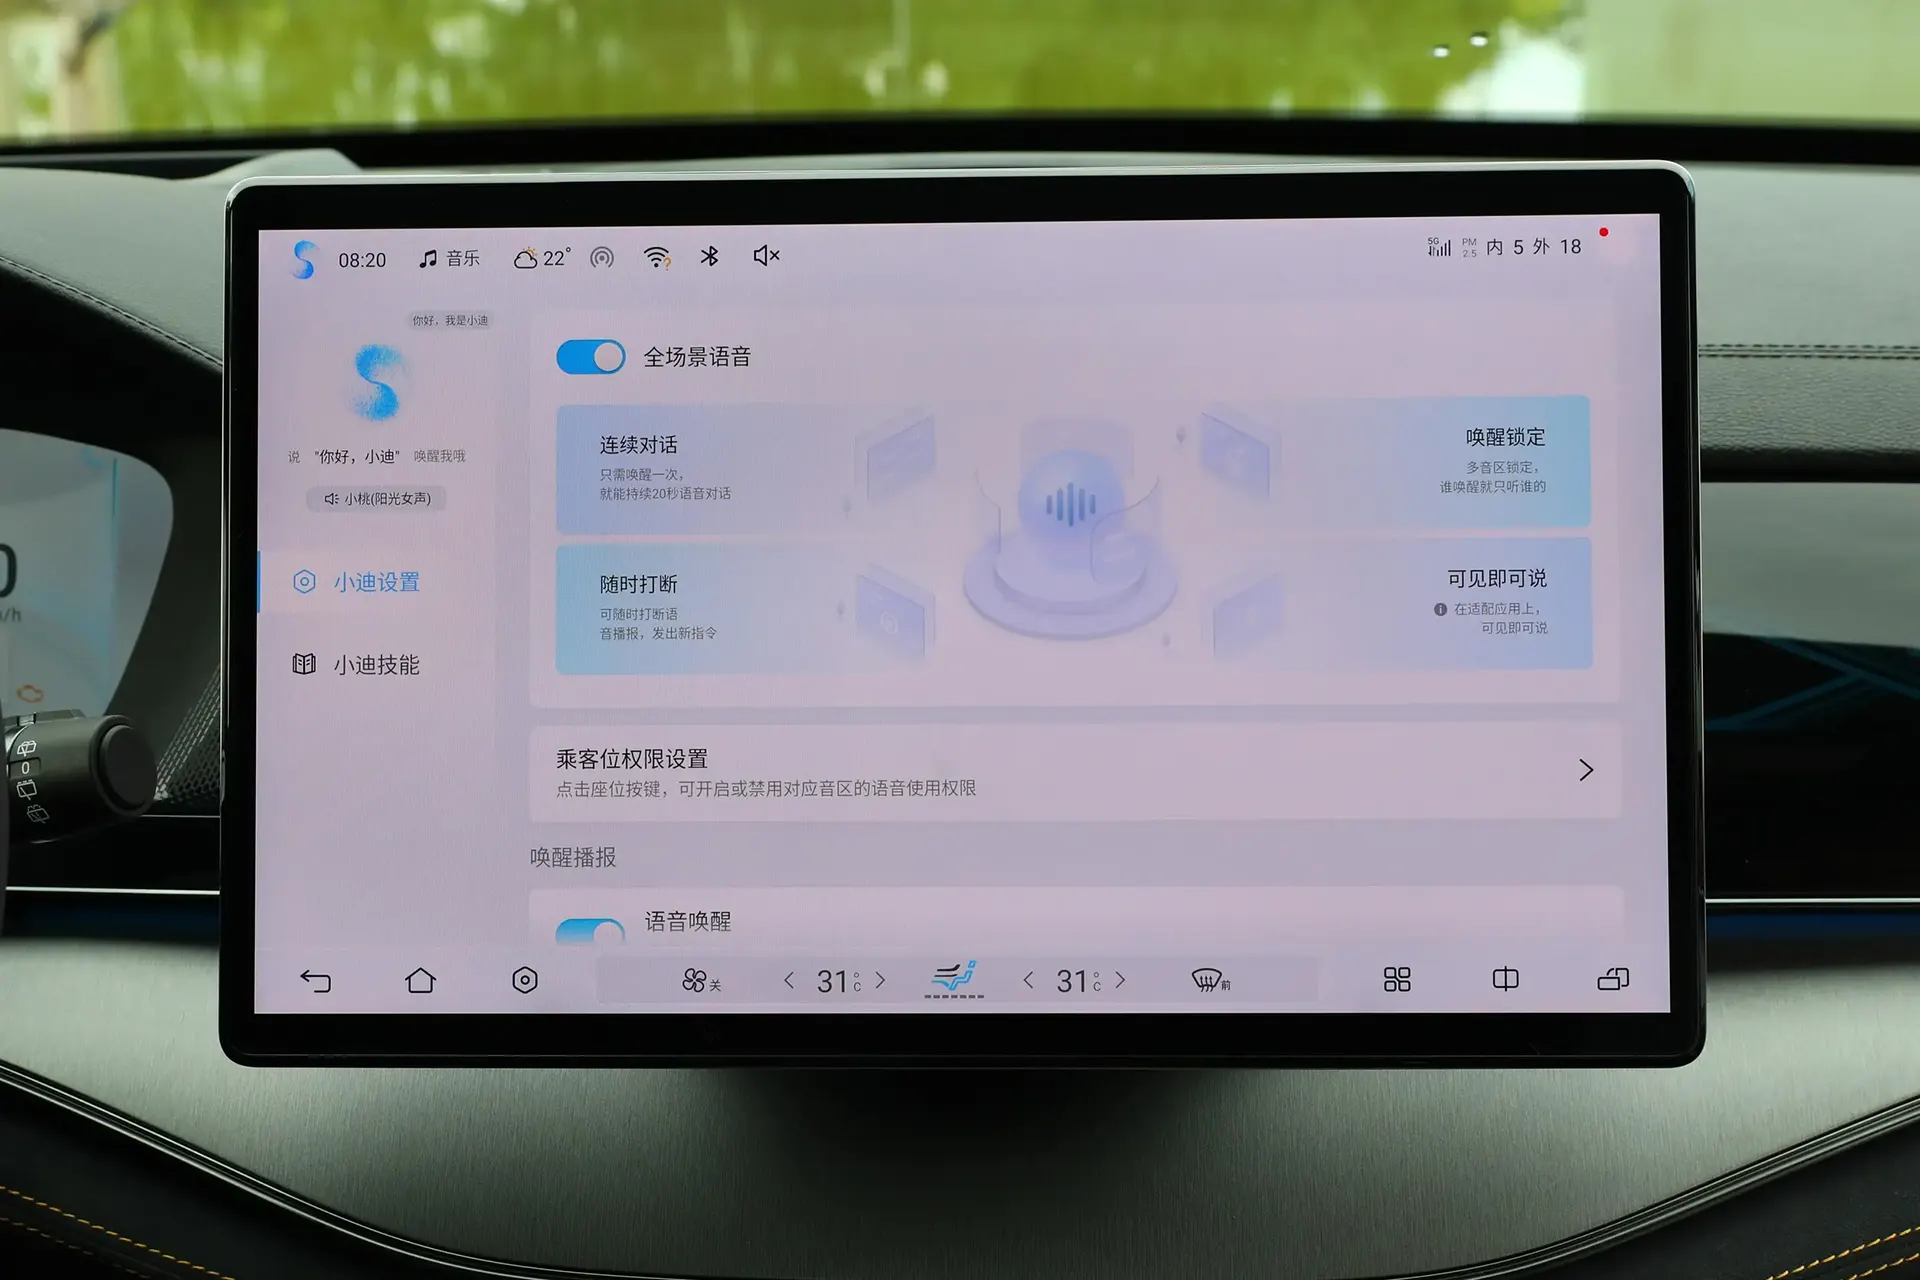 08:20
音乐
22°
5G
PM
2.5
内 5 外 18
你好，我是小迪
说 "你好，小迪" 唤醒我哦
小桃(阳光女声)
小迪设置
小迪技能
全场景语音
连续对话
只需唤醒一次，
就能持续20秒语音对话
唤醒锁定
多音区锁定，
谁唤醒就只听谁的
随时打断
可随时打断语
音播报，发出新指令
可见即可说
在适配应用上，
可见即可说
乘客位权限设置
点击座位按键，可开启或禁用对应音区的语音使用权限
唤醒播报
语音唤醒
关
31°C
31°C
前
0
/h
0